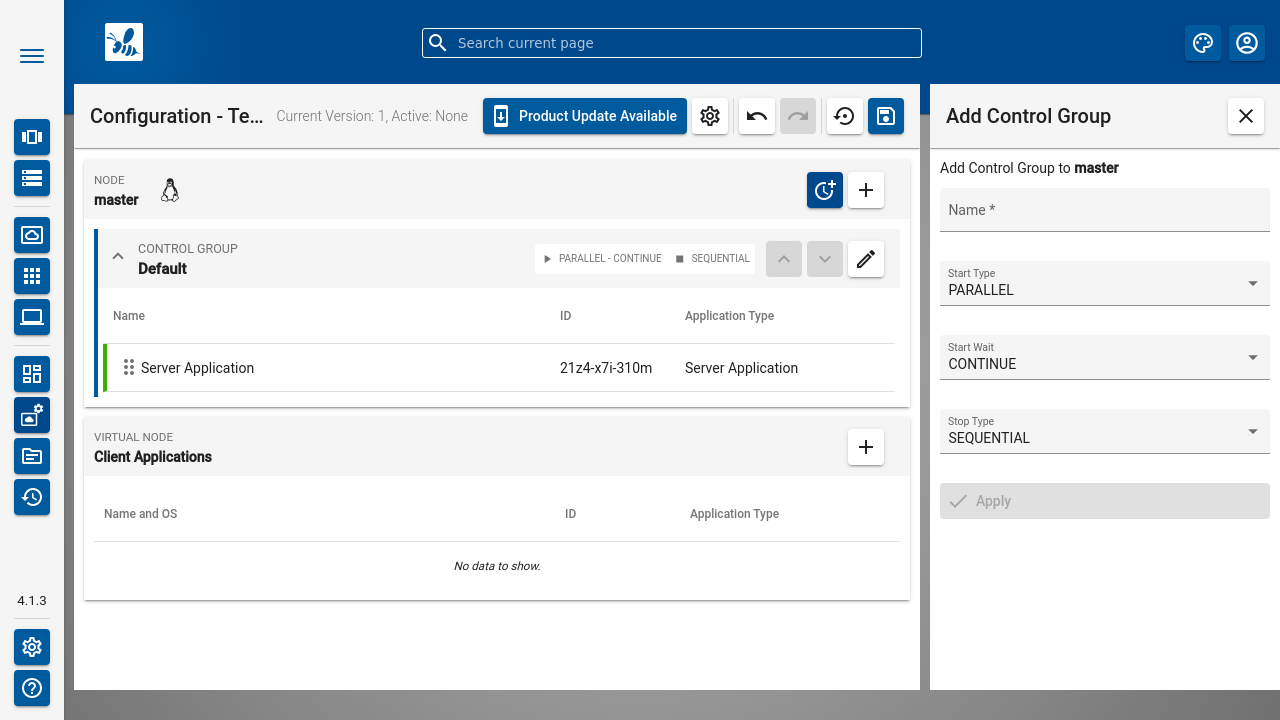 Search current page
Configuration - Te...
Current Version: 1, Active: None
Product Update Available
NODE
master
CONTROL GROUP
Default
PARALLEL - CONTINUE
SEQUENTIAL
Name
ID
Application Type
Server Application
21z4-x7i-310m
Server Application
VIRTUAL NODE
Client Applications
Name and OS
ID
Application Type
No data to show.
4.1.3
Add Control Group
Add Control Group to master
Name *
Start Type
PARALLEL
Start Wait
CONTINUE
Stop Type
SEQUENTIAL
Apply